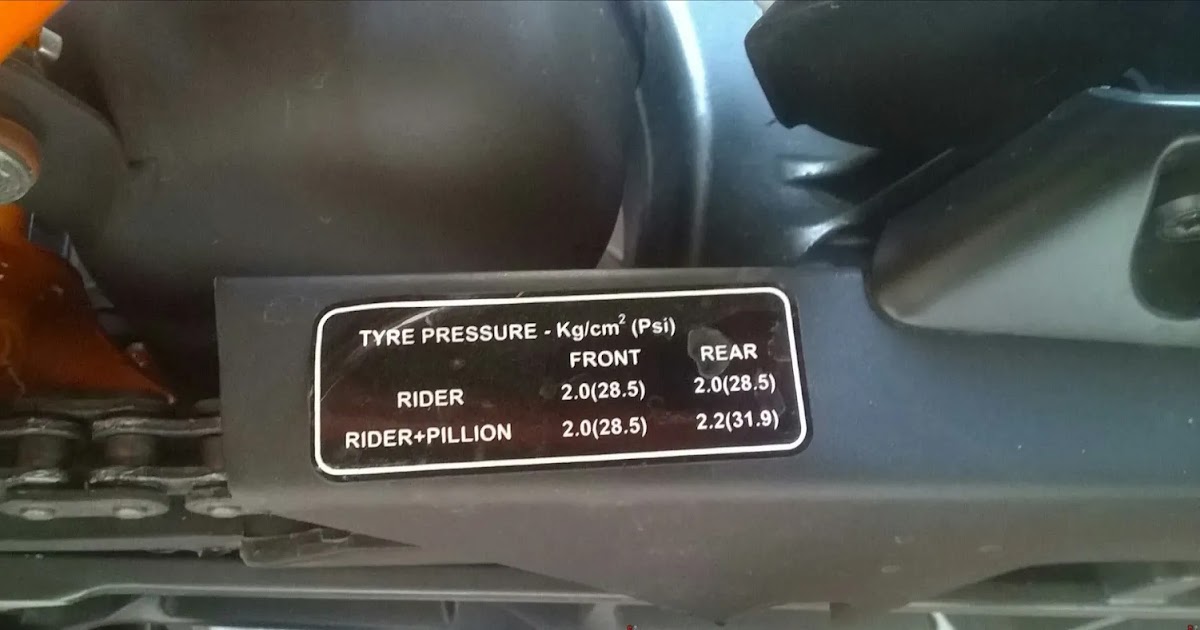 TYRE PRESSURE - Kg/cm² (Psi)
FRONT REAR
RIDER 2.0(28.5) 2.0(28.5)
RIDER+PILLION 2.0(28.5) 2.2(31.9)